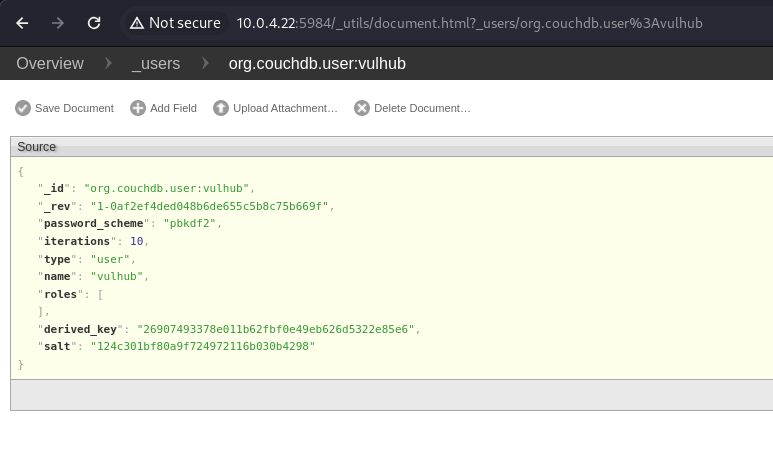 Not secure 10.0.4.22:5984/_utils/document.html?_users/org.couchdb.user%3Avulhub
Overview _users org.couchdb.user:vulhub
Save Document Add Field Upload Attachment… Delete Document…
Source
{
"_id": "org.couchdb.user:vulhub",
"_rev": "1-0af2ef4ded048b6de655c5b8c75b669f",
"password_scheme": "pbkdf2",
"iterations": 10,
"type": "user",
"name": "vulhub",
"roles": [
],
"derived_key": "26907493378e011b62fbf0e49eb626d5322e85e6",
"salt": "124c301bf80a9f724972116b030b4298"
}